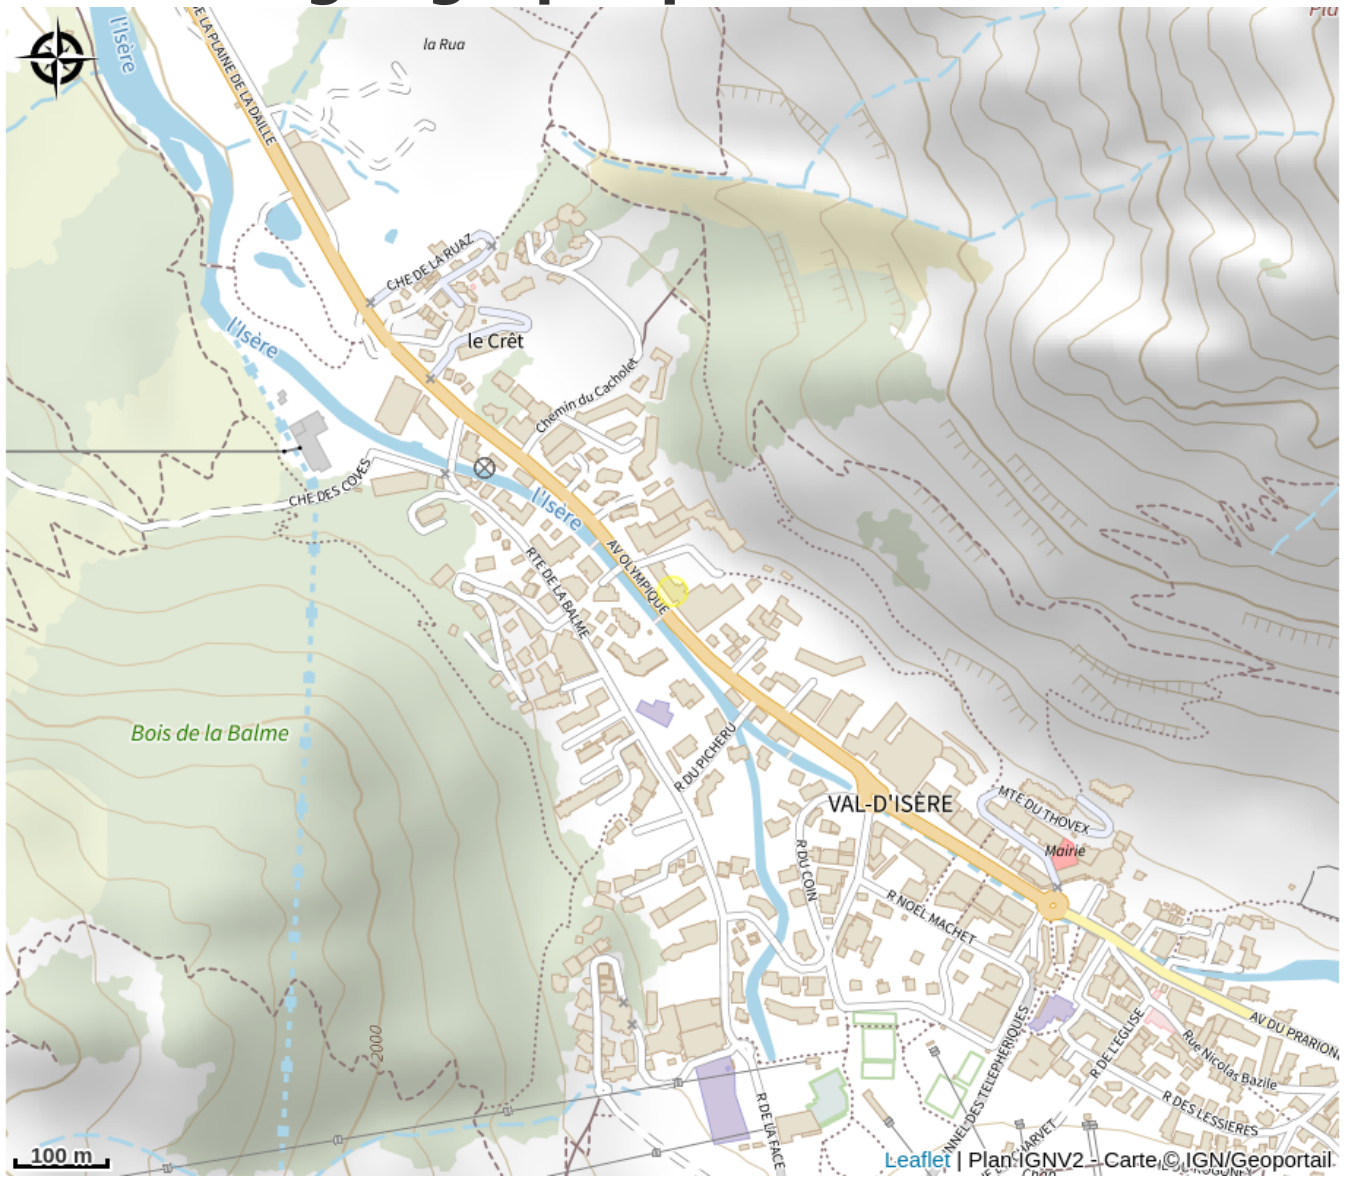 l'Isère
la Rua
E LA PLAINE DE LA DAILLE
CHE DE LA RUAZ
l'Isère
le Crêt
Chemin du Cacholet
CHE DES COVES
l'Isère
AV OLYMPIQUE
RTE DE LA BALME
Bois de la Balme
R DU PICHERU
VAL-D'ISÈRE
MTE DU THOVEX
Mairie
R DU COIN
R NOEL MACHET
2000
AV DU PRARION
R DE L'EGLISE
Rue Nicolas Bazile
R DES LESSIERES
R DE LA FACE
NNEL DES TELEPHERIQUES
100 m
Leaflet | Plan IGNV2 - Carte © IGN/Geoportail